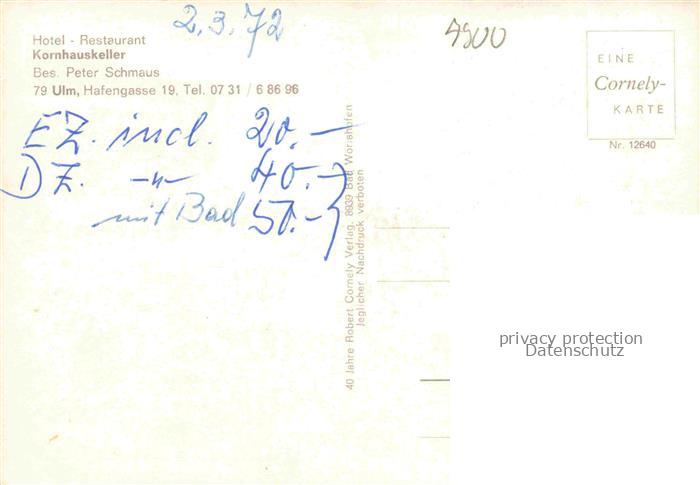 2.3.72
4900
Hotel - Restaurant
Kornhauskeller
Bes. Peter Schmaus
79 Ulm, Hafengasse 19, Tel. 07 31 / 6 86 96
EINE
Cornely-
KARTE
Nr. 12640
EZ. incl. 20.-
DZ. -"- 40.-
mit Bad 50.-
40 Jahre Robert Cornely Verlag, 8939 Bad Wörishofen
Jeglicher Nachdruck verboten
privacy protection
Datenschutz